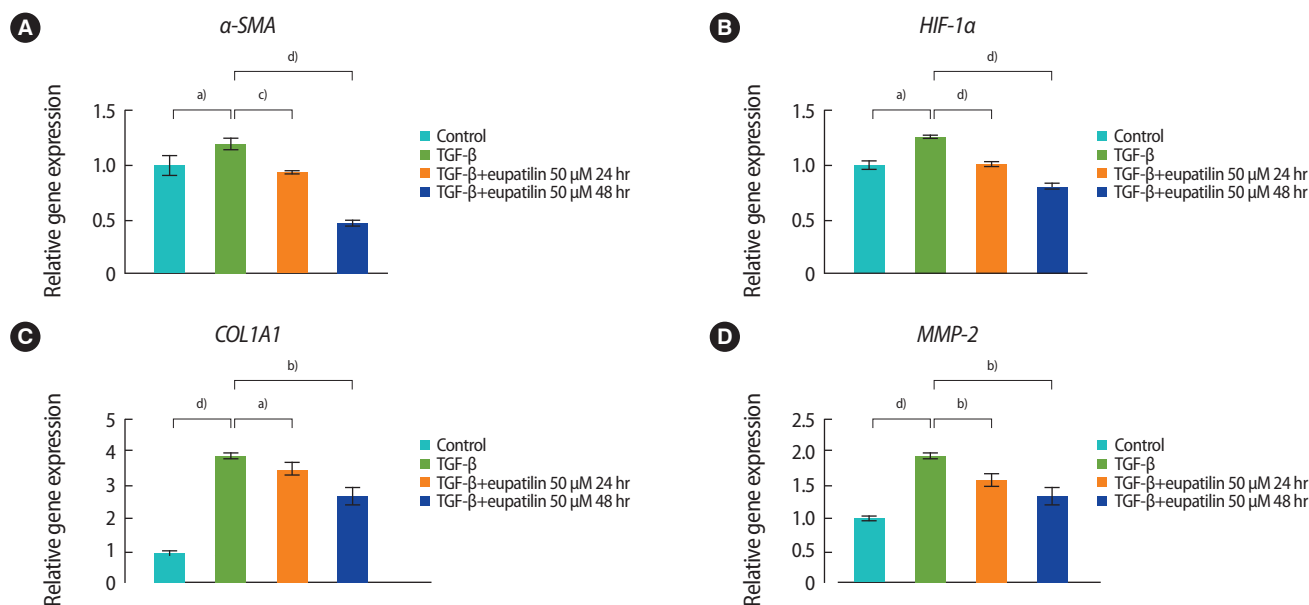 A
α-SMA
d)
a)
c)
Relative gene expression
1.5
1.0
0.5
0
Control
TGF-β
TGF-β+eupatilin 50 μM 24 hr
TGF-β+eupatilin 50 μM 48 hr
B
HIF-1α
d)
a)
d)
Relative gene expression
1.5
1.0
0.5
0
Control
TGF-β
TGF-β+eupatilin 50 μM 24 hr
TGF-β+eupatilin 50 μM 48 hr
C
COL1A1
b)
d)
a)
Relative gene expression
5
4
3
2
1
0
Control
TGF-β
TGF-β+eupatilin 50 μM 24 hr
TGF-β+eupatilin 50 μM 48 hr
D
MMP-2
b)
d)
b)
Relative gene expression
2.5
2.0
1.5
1.0
0.5
0
Control
TGF-β
TGF-β+eupatilin 50 μM 24 hr
TGF-β+eupatilin 50 μM 48 hr